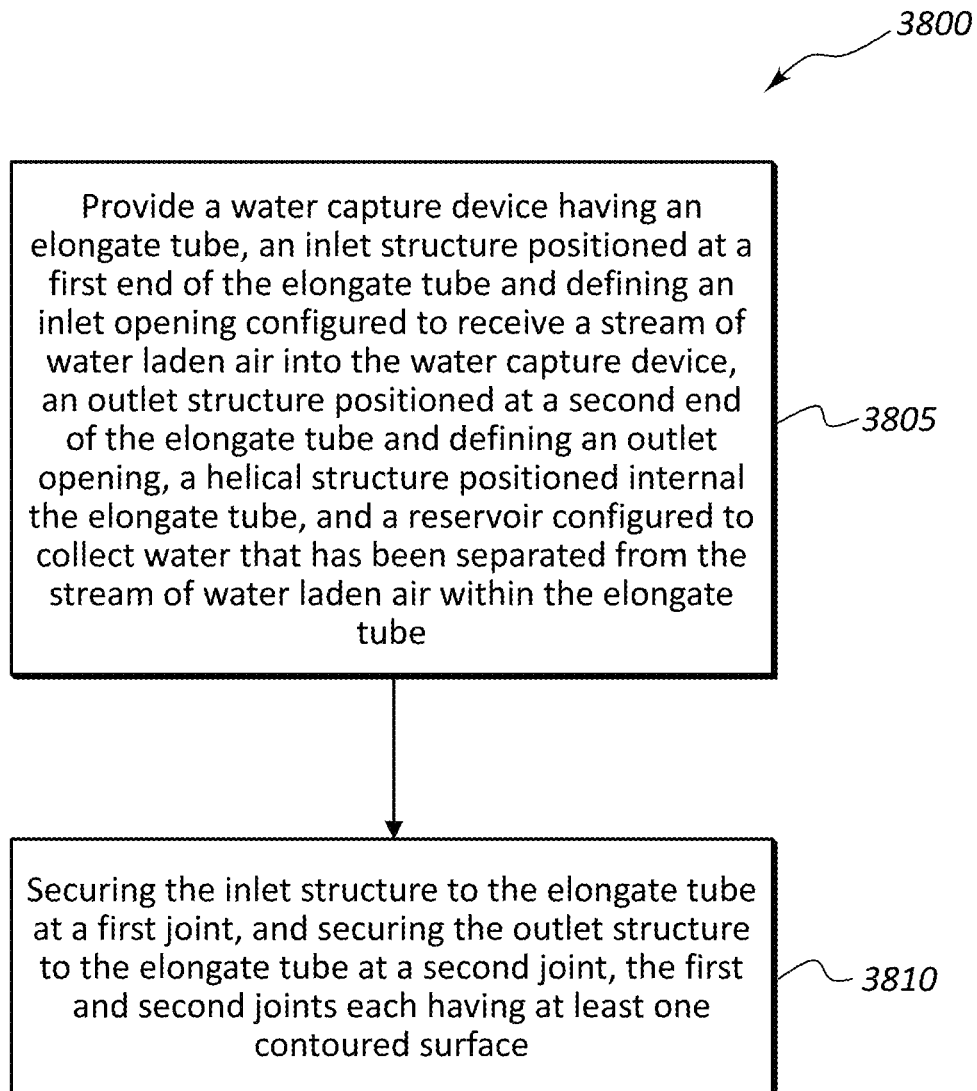 3800
Provide a water capture device having an
elongate tube, an inlet structure positioned at a
first end of the elongate tube and defining an
inlet opening configured to receive a stream of
water laden air into the water capture device,
an outlet structure positioned at a second end
of the elongate tube and defining an outlet
opening, a helical structure positioned internal
the elongate tube, and a reservoir configured to
collect water that has been separated from the
stream of water laden air within the elongate
tube
3805
Securing the inlet structure to the elongate tube
at a first joint, and securing the outlet structure
to the elongate tube at a second joint, the first
and second joints each having at least one
contoured surface
3810